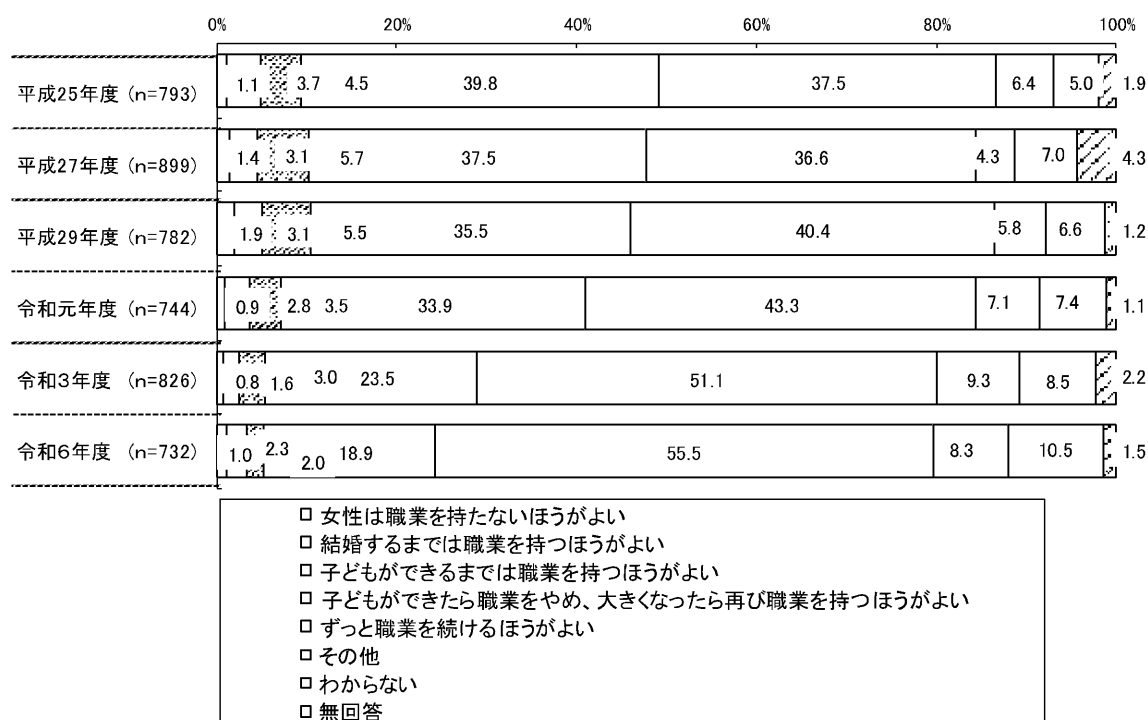 0% 20% 40% 60% 80% 100%
平成25年度 (n=793) 1.1 3.7 4.5 39.8 37.5 6.4 5.0 1.9
平成27年度 (n=899) 1.4 3.1 5.7 37.5 36.6 4.3 7.0 4.3
平成29年度 (n=782) 1.9 3.1 5.5 35.5 40.4 5.8 6.6 1.2
令和元年度 (n=744) 0.9 2.8 3.5 33.9 43.3 7.1 7.4 1.1
令和3年度 (n=826) 0.8 1.6 3.0 23.5 51.1 9.3 8.5 2.2
令和6年度 (n=732) 1.0 2.3 2.0 18.9 55.5 8.3 10.5 1.5
女性は職業を持たないほうがよい
結婚するまでは職業を持つほうがよい
子どもができるまでは職業を持つほうがよい
子どもができたら職業をやめ、大きくなったら再び職業を持つほうがよい
ずっと職業を続けるほうがよい
その他
わからない
無回答